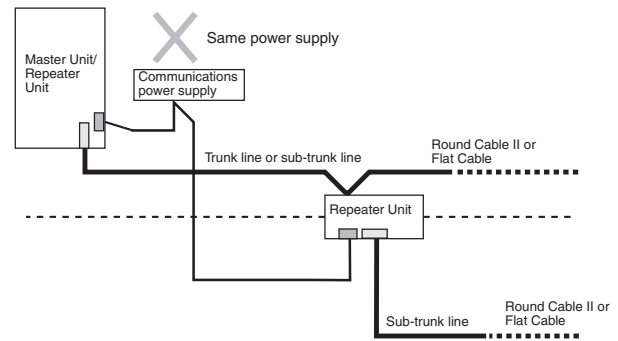 Same power supply
Master Unit/
Repeater
Unit
Communications
power supply
Round Cable II or
Flat Cable
Trunk line or sub-trunk line
Repeater Unit
Round Cable II or
Flat Cable
Sub-trunk line